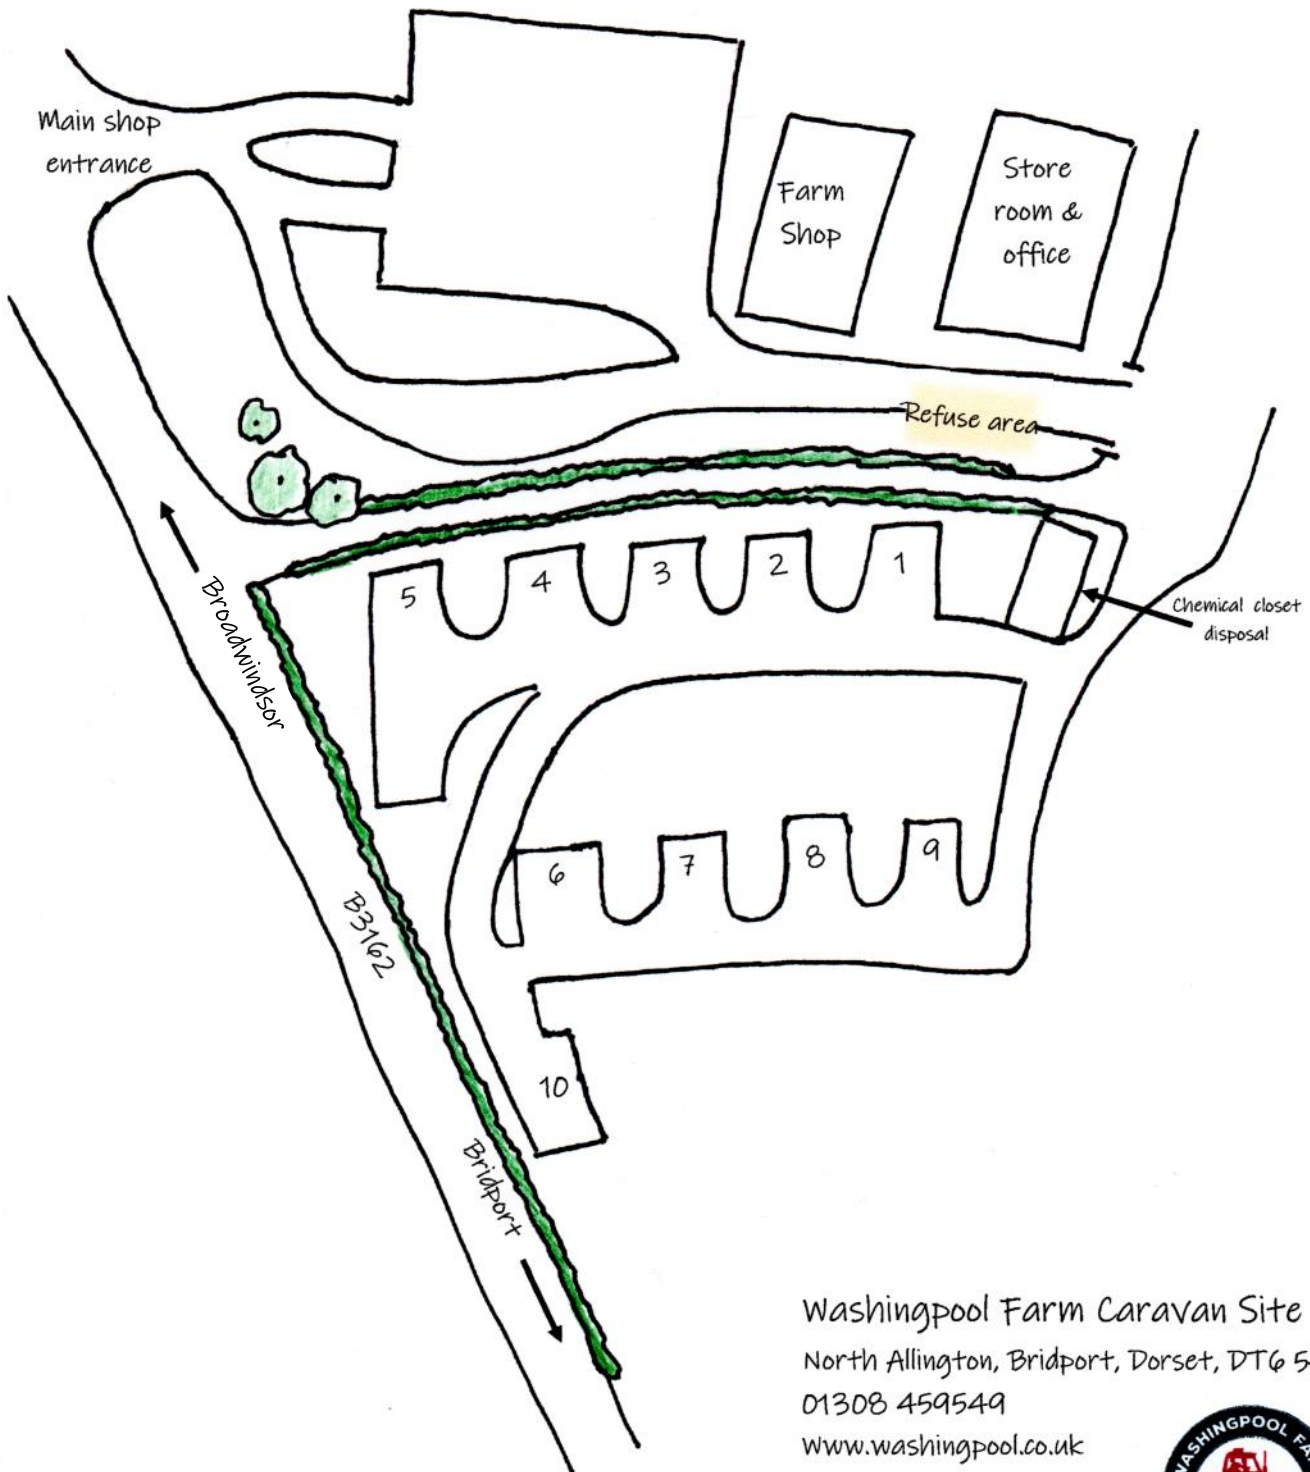 Main shop
entrance
Farm
Shop
Store
room &
office
Refuse area
5
4
3
2
1
Chemical closet
disposal
Broadwindsor
B3162
6
7
8
9
10
Bridport
Washingpool Farm Caravan Site
North Allington, Bridport, Dorset, DT6 5
01308 459549
www.washingpool.co.uk
WASHINGPOOL